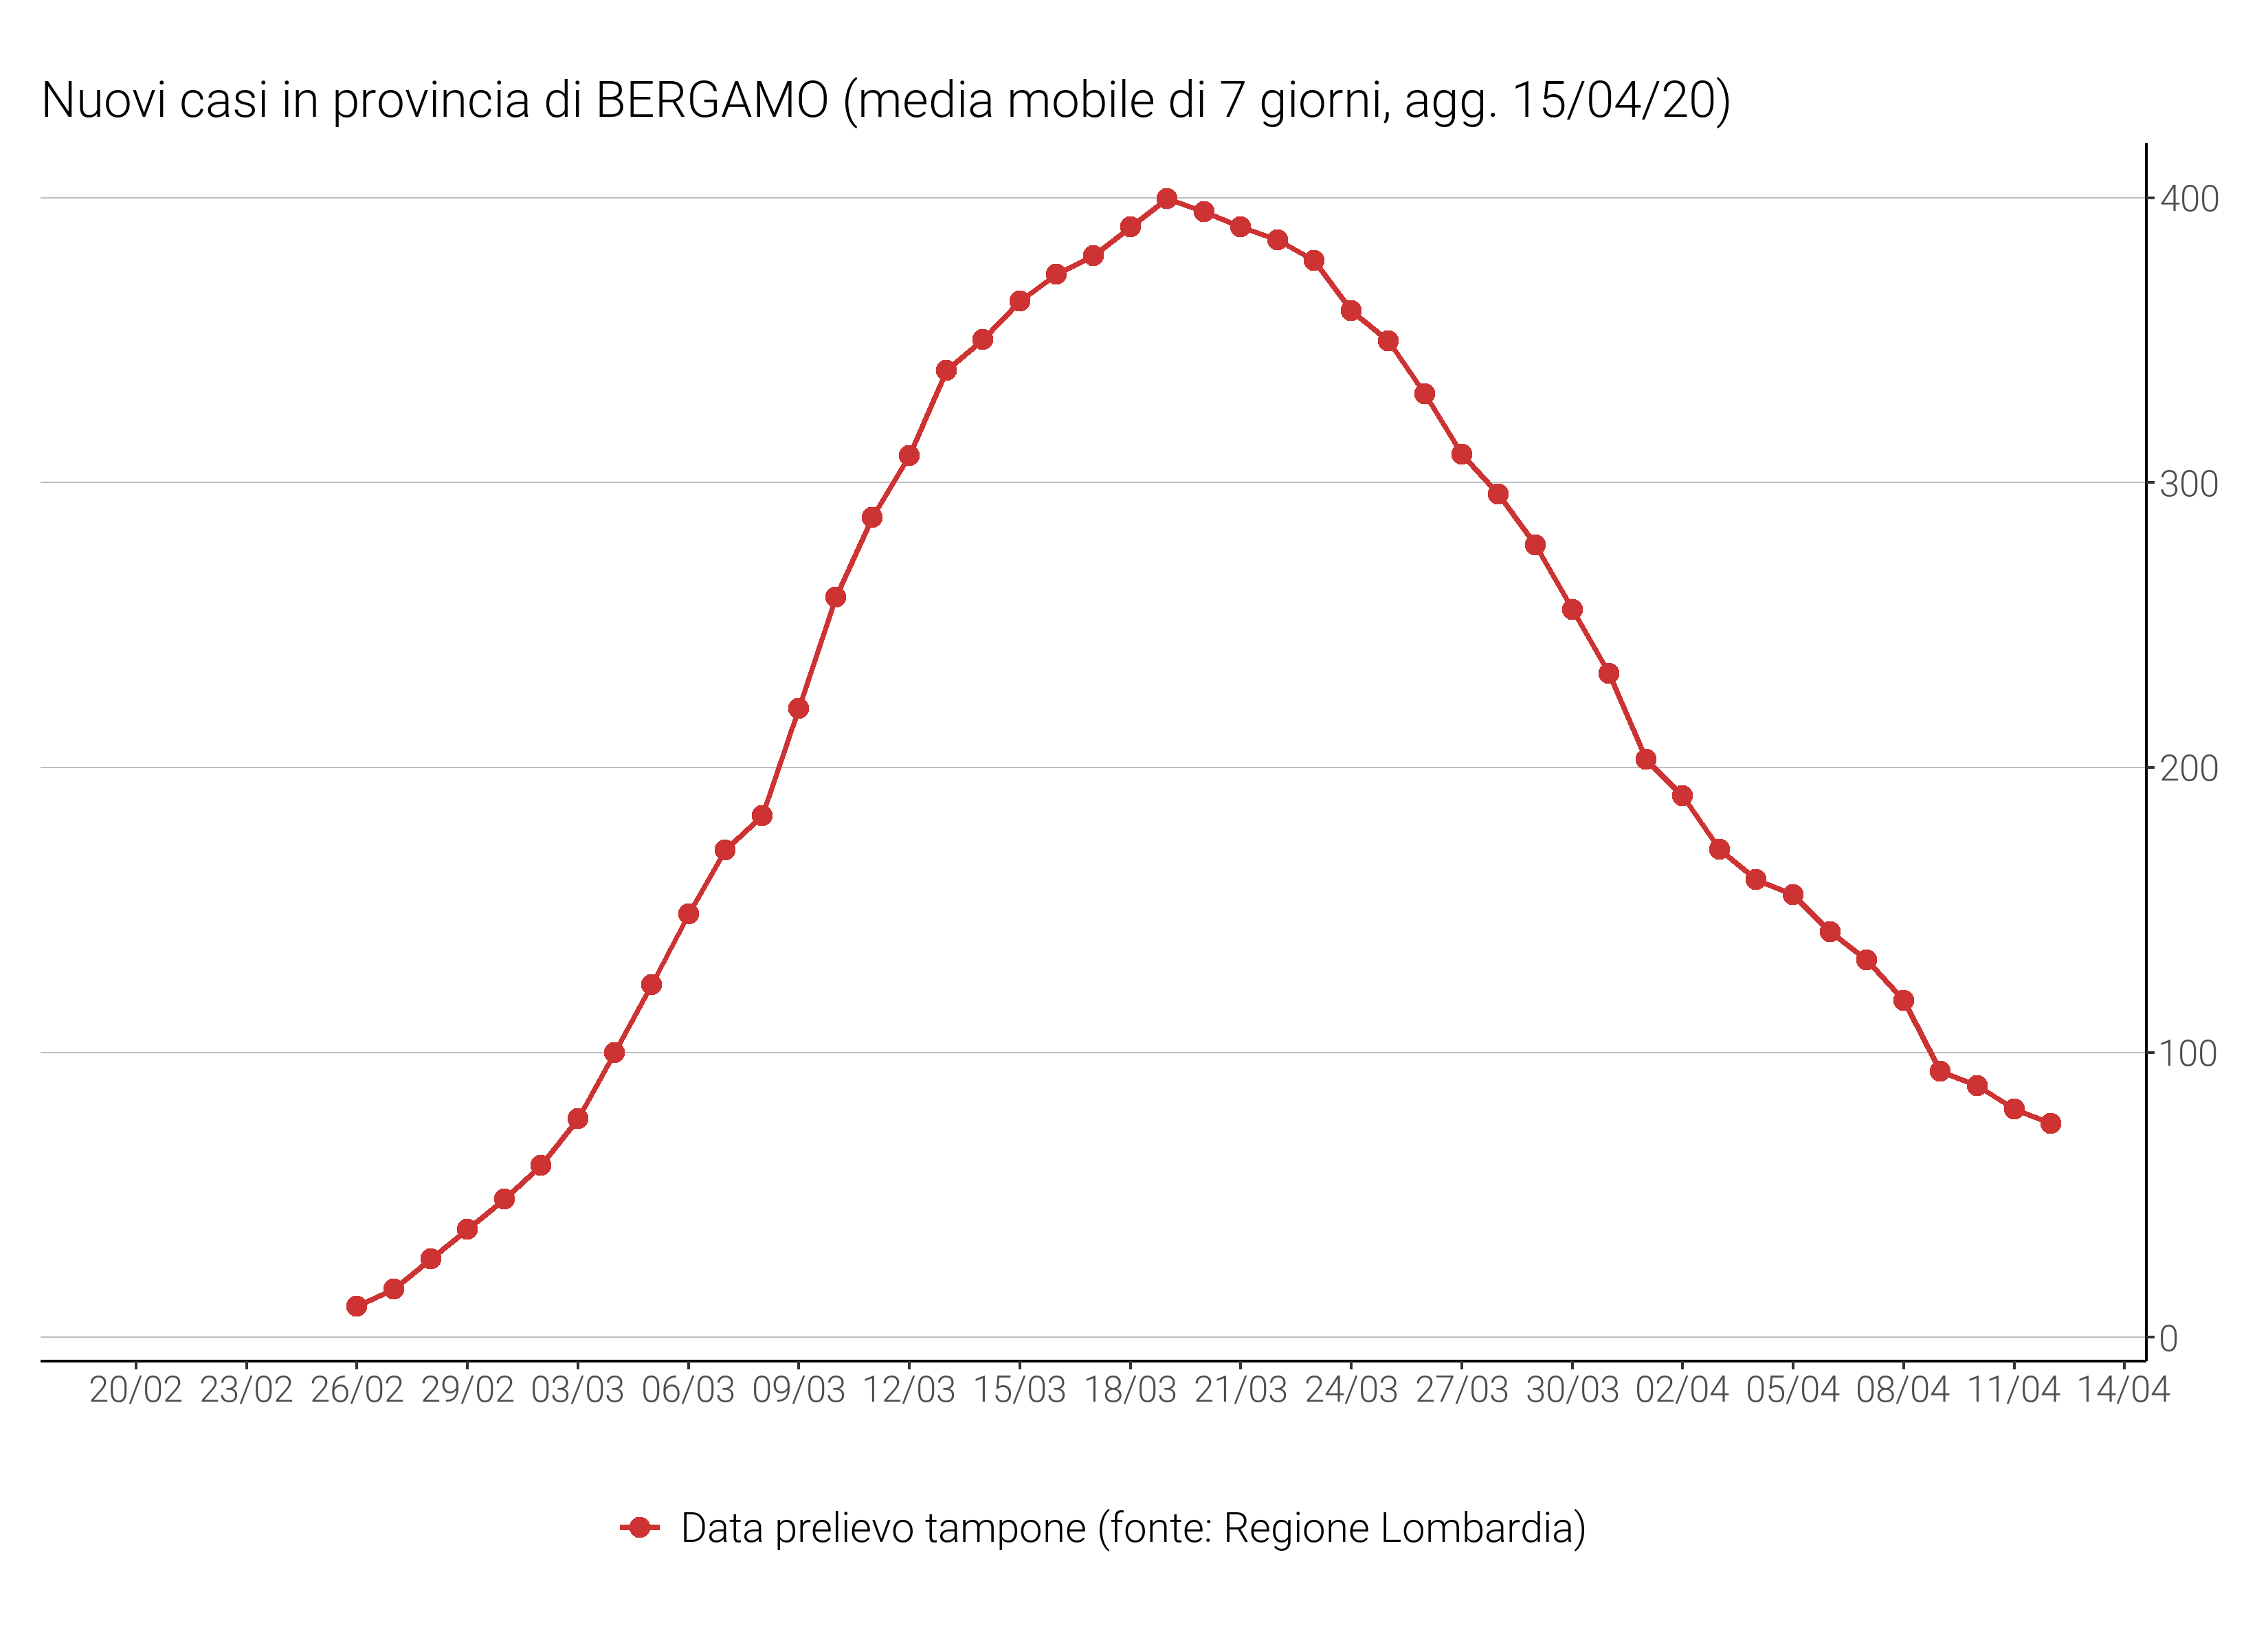 Nuovi casi in provincia di BERGAMO (media mobile di 7 giorni, agg. 15/04/20)
400
300
200
100
0
20/02 23/02 26/02 29/02 03/03 06/03 09/03 12/03 15/03 18/03 21/03 24/03 27/03 30/03 02/04 05/04 08/04 11/04 14/04
Data prelievo tampone (fonte: Regione Lombardia)